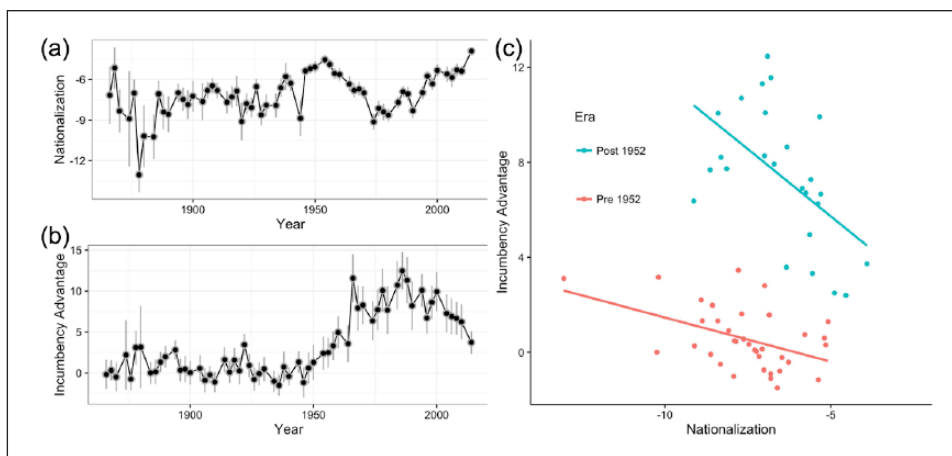 (a)
Nationalization
-6
-9
-12
1900
1950
2000
Year
(b)
Incumbency Advantage
15
10
5
0
1900
1950
2000
Year
(c)
Incumbency Advantage
12
8
4
0
-10
-5
Nationalization
Era
Post 1952
Pre 1952